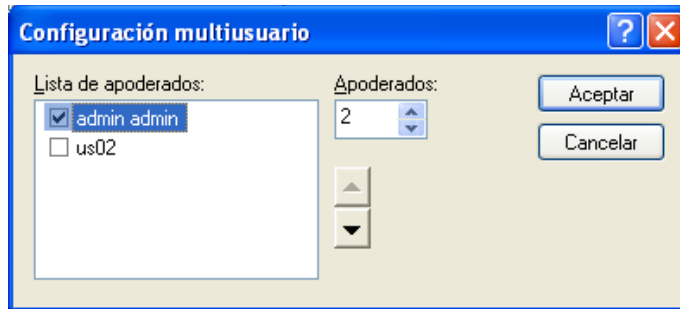 Configuración multiusuario
Lista de apoderados:
admin admin
us02
Apoderados:
2
Aceptar
Cancelar